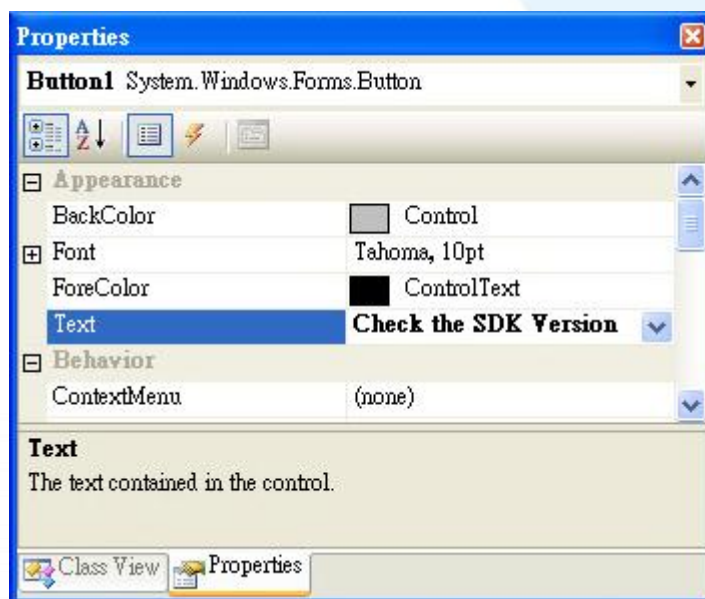 Properties
Button1 System.Windows.Forms.Button
A
Z
Appearance
BackColor Control
Font Tahoma, 10pt
ForeColor ControlText
Text Check the SDK Version
Behavior
ContextMenu (none)
Text
The text contained in the control.
Class View Properties